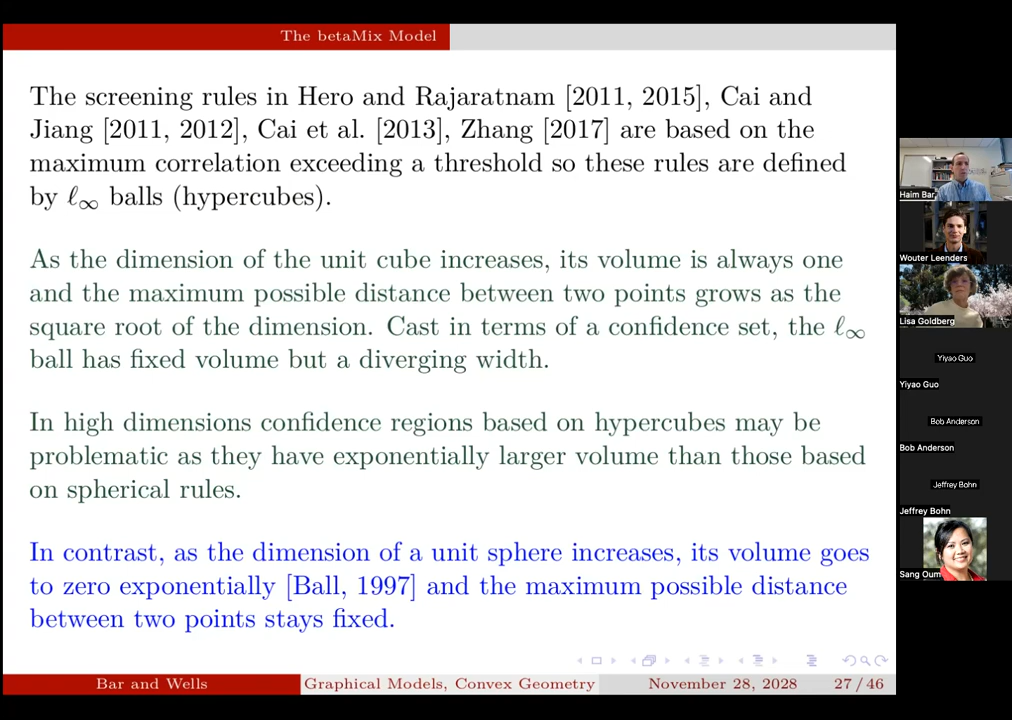 The betaMix Model
The screening rules in Hero and Rajaratnam [2011, 2015], Cai and
Jiang [2011, 2012], Cai et al. [2013], Zhang [2017] are based on the
maximum correlation exceeding a threshold so these rules are defined
by ℓ∞ balls (hypercubes).
As the dimension of the unit cube increases, its volume is always one
and the maximum possible distance between two points grows as the
square root of the dimension. Cast in terms of a confidence set, the ℓ∞
ball has fixed volume but a diverging width.
In high dimensions confidence regions based on hypercubes may be
problematic as they have exponentially larger volume than those based
on spherical rules.
In contrast, as the dimension of a unit sphere increases, its volume goes
to zero exponentially [Ball, 1997] and the maximum possible distance
between two points stays fixed.
Bar and Wells
Graphical Models, Convex Geometry
November 28, 2028
27 / 46
Haim Bar
Wouter Leenders
Lisa Goldberg
Yiyao Guo
Yiyao Guo
Bob Anderson
Bob Anderson
Jeffrey Bohn
Jeffrey Bohn
Sang Oum